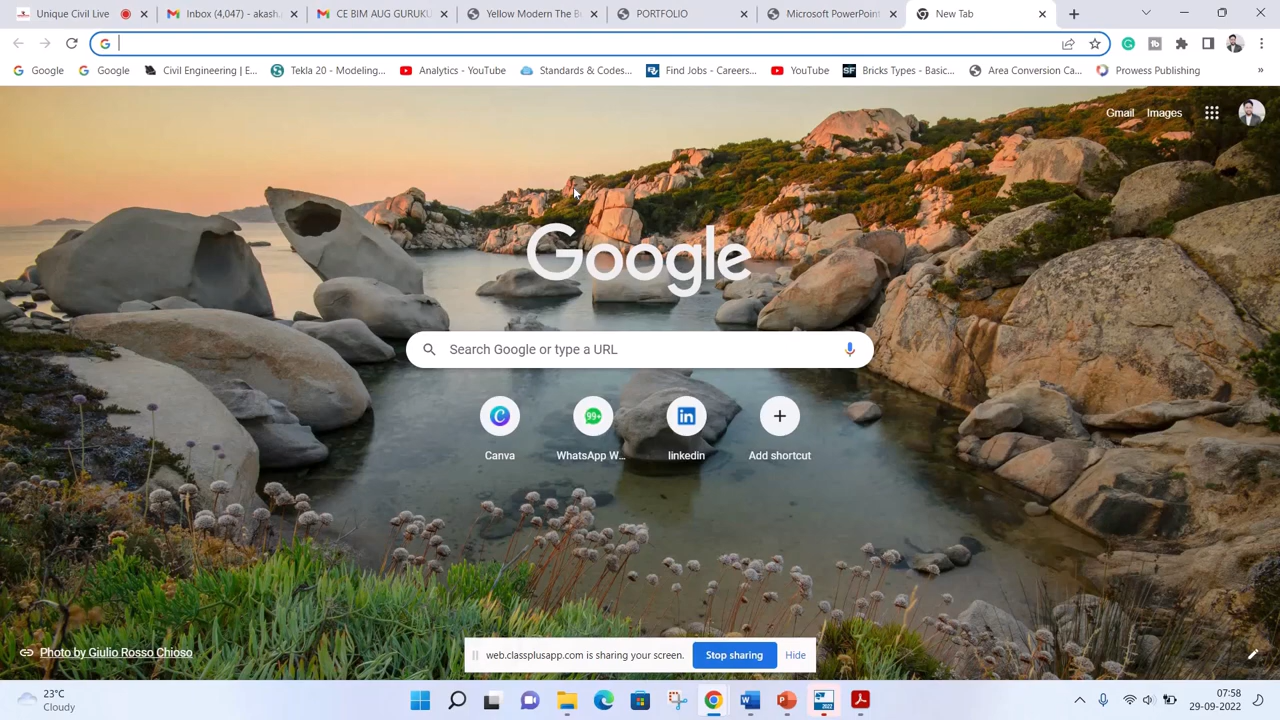 Unique Civil Live
Inbox (4,047) - akash.
CE BIM AUG GURUKU
Yellow Modern The B
PORTFOLIO
Microsoft PowerPoin
New Tab
Google
Google
Civil Engineering | E...
Tekla 20 - Modeling...
Analytics - YouTube
Standards & Codes...
Find Jobs - Careers...
YouTube
Bricks Types - Basic...
Area Conversion Ca...
Prowess Publishing
»
Gmail
Images
Google
Search Google or type a URL
99+
Canva
WhatsApp W...
linkedin
Add shortcut
Photo by Giulio Rosso Chioso
web.classplusapp.com is sharing your screen.
Stop sharing
Hide
23°C
Cloudy
07:58
29-09-2022